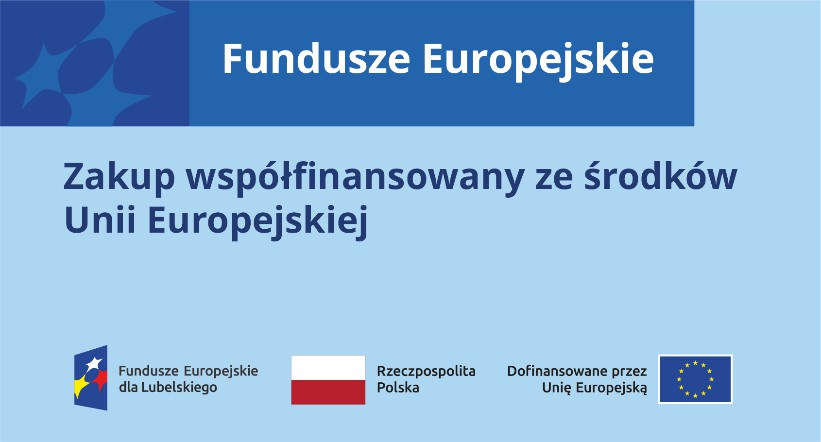 Fundusze Europejskie
Zakup współfinansowany ze środków
Unii Europejskiej
Fundusze Europejskie
dla Lubelskiego
Rzeczpospolita
Polska
Dofinansowane przez
Unię Europejską